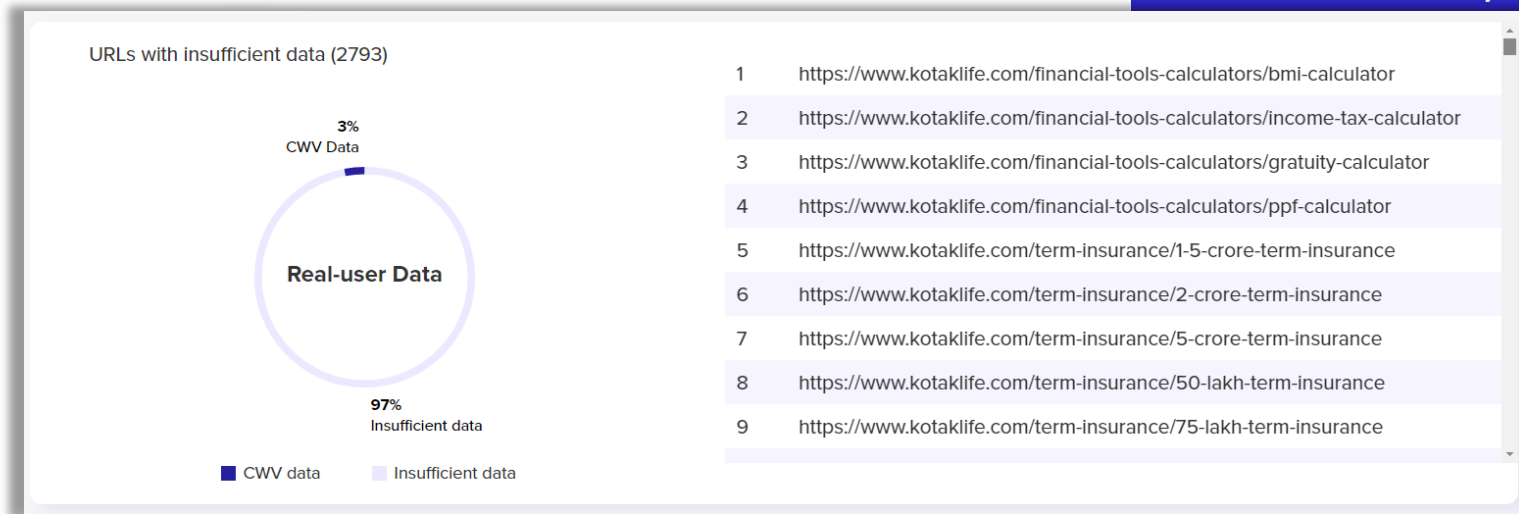 URLs with insufficient data (2793)
3%
CWV Data
Real-user Data
97%
Insufficient data
CWV data
Insufficient data
1 https://www.kotaklife.com/financial-tools-calculators/bmi-calculator
2 https://www.kotaklife.com/financial-tools-calculators/income-tax-calculator
3 https://www.kotaklife.com/financial-tools-calculators/gratuity-calculator
4 https://www.kotaklife.com/financial-tools-calculators/ppf-calculator
5 https://www.kotaklife.com/term-insurance/1-5-crore-term-insurance
6 https://www.kotaklife.com/term-insurance/2-crore-term-insurance
7 https://www.kotaklife.com/term-insurance/5-crore-term-insurance
8 https://www.kotaklife.com/term-insurance/50-lakh-term-insurance
9 https://www.kotaklife.com/term-insurance/75-lakh-term-insurance